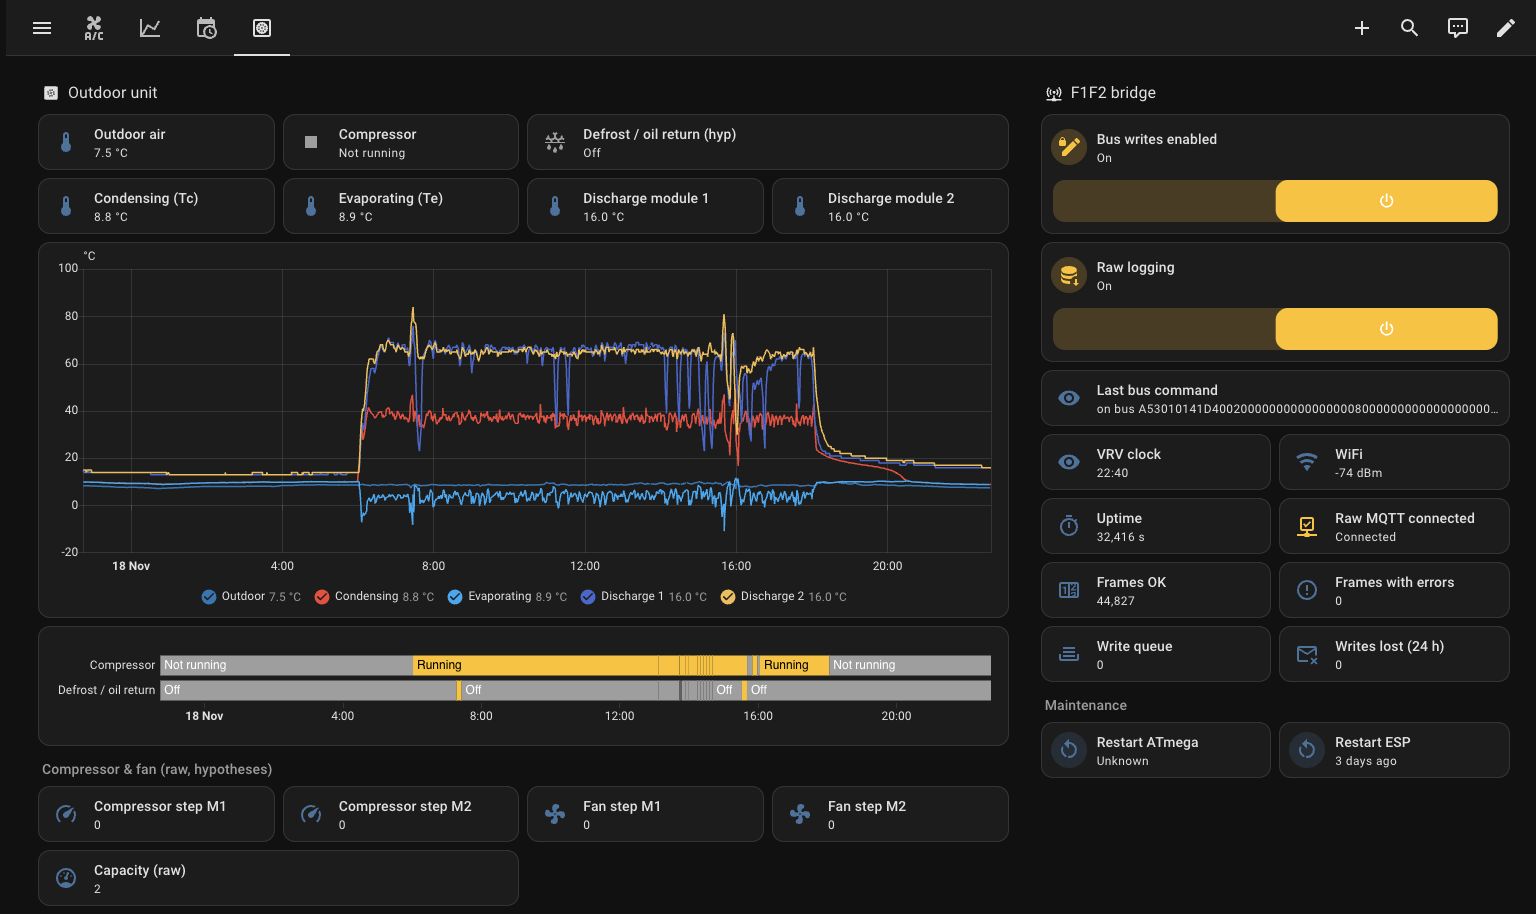 A/C
Outdoor unit
Outdoor air
7.5 °C
Compressor
Not running
Defrost / oil return (hyp)
Off
Condensing (Tc)
8.8 °C
Evaporating (Te)
8.9 °C
Discharge module 1
16.0 °C
Discharge module 2
16.0 °C
°C
100
80
60
40
20
0
-20
18 Nov 4:00 8:00 12:00 16:00 20:00
Outdoor 7.5 °C Condensing 8.8 °C Evaporating 8.9 °C Discharge 1 16.0 °C Discharge 2 16.0 °C
Compressor Not running Running Running Not running
Defrost / oil return Off Off Off Off
18 Nov 4:00 8:00 12:00 16:00 20:00
Compressor & fan (raw, hypotheses)
Compressor step M1
0
Compressor step M2
0
Fan step M1
0
Fan step M2
0
Capacity (raw)
2
F1F2 bridge
Bus writes enabled
On
Raw logging
On
Last bus command
on bus A53010141D4002000000000000000080000000000000000...
VRV clock
22:40
WiFi
-74 dBm
Uptime
32,416 s
Raw MQTT connected
Connected
Frames OK
44,827
Frames with errors
0
Write queue
0
Writes lost (24 h)
0
Maintenance
Restart ATmega
Unknown
Restart ESP
3 days ago